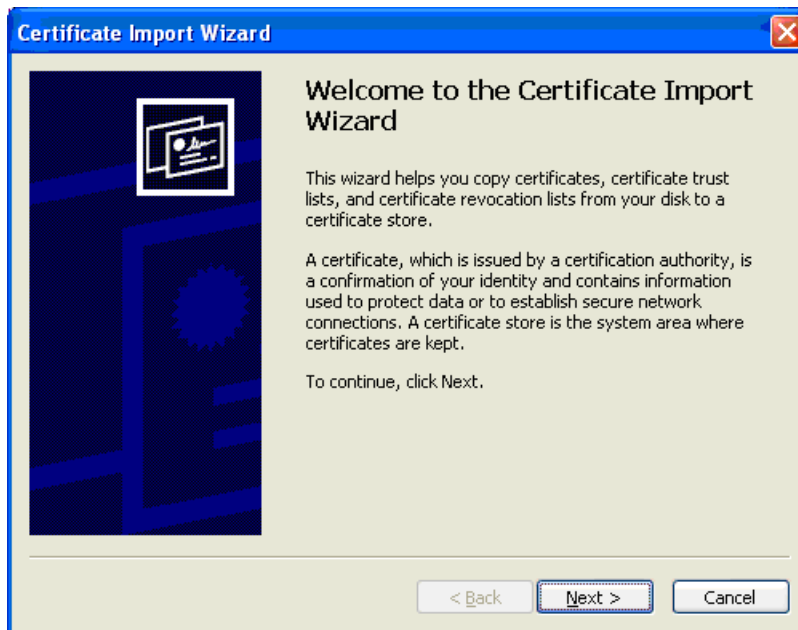 Certificate Import Wizard
Welcome to the Certificate Import
Wizard
This wizard helps you copy certificates, certificate trust
lists, and certificate revocation lists from your disk to a
certificate store.
A certificate, which is issued by a certification authority, is
a confirmation of your identity and contains information
used to protect data or to establish secure network
connections. A certificate store is the system area where
certificates are kept.
To continue, click Next.
< Back Next > Cancel